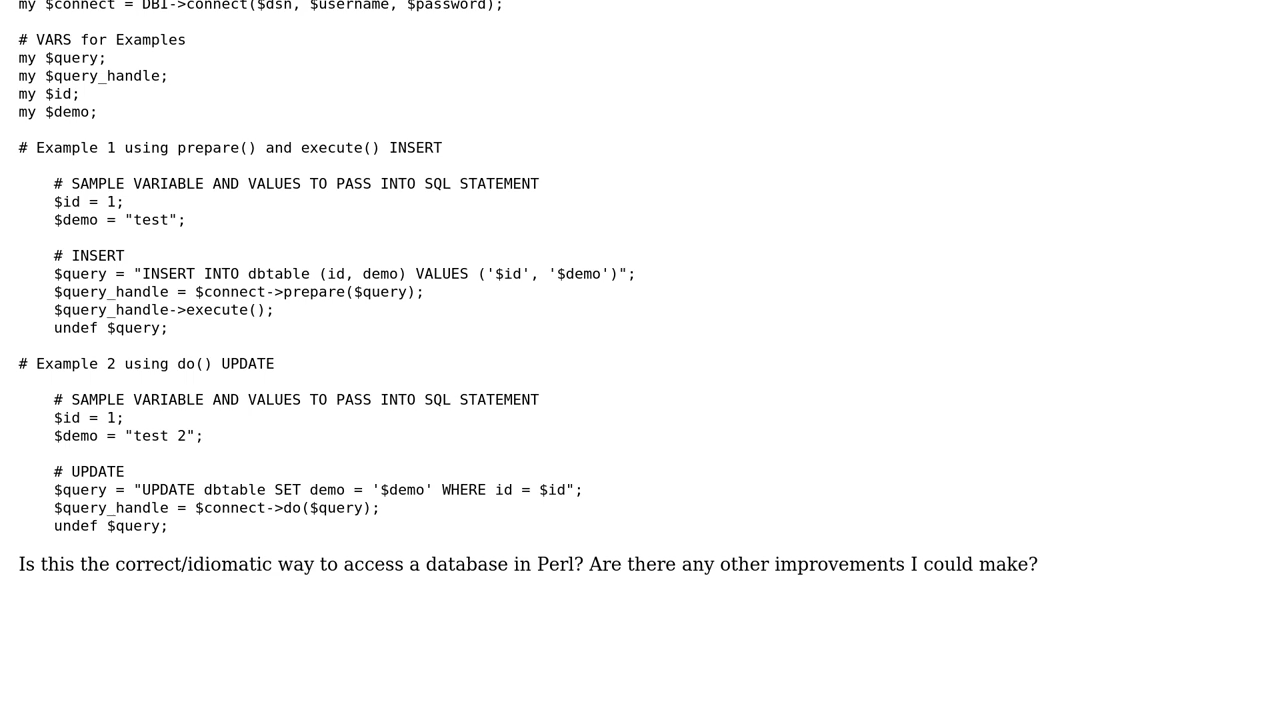 my $connect = DBI->connect($dsn, $username, $password);
# VARS for Examples
my $query;
my $query_handle;
my $id;
my $demo;
# Example 1 using prepare() and execute() INSERT
# SAMPLE VARIABLE AND VALUES TO PASS INTO SQL STATEMENT
$id = 1;
$demo = "test";
# INSERT
$query = "INSERT INTO dbtable (id, demo) VALUES ('$id', '$demo')";
$query_handle = $connect->prepare($query);
$query_handle->execute();
undef $query;
# Example 2 using do() UPDATE
# SAMPLE VARIABLE AND VALUES TO PASS INTO SQL STATEMENT
$id = 1;
$demo = "test 2";
# UPDATE
$query = "UPDATE dbtable SET demo = '$demo' WHERE id = $id";
$query_handle = $connect->do($query);
undef $query;
Is this the correct/idiomatic way to access a database in Perl? Are there any other improvements I could make?